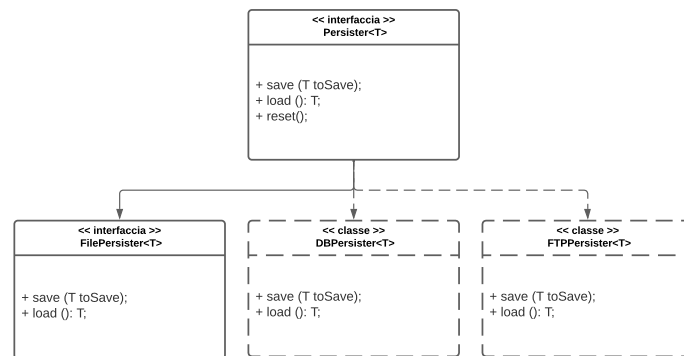 << interfaccia >>
Persister<T>
+ save (T toSave);
+ load (): T;
+ reset();
<< interfaccia >>
FilePersister<T>
+ save (T toSave);
+ load (): T;
<< classe >>
DBPersister<T>
+ save (T toSave);
+ load (): T;
<< classe >>
FTPPersister<T>
+ save (T toSave);
+ load (): T;